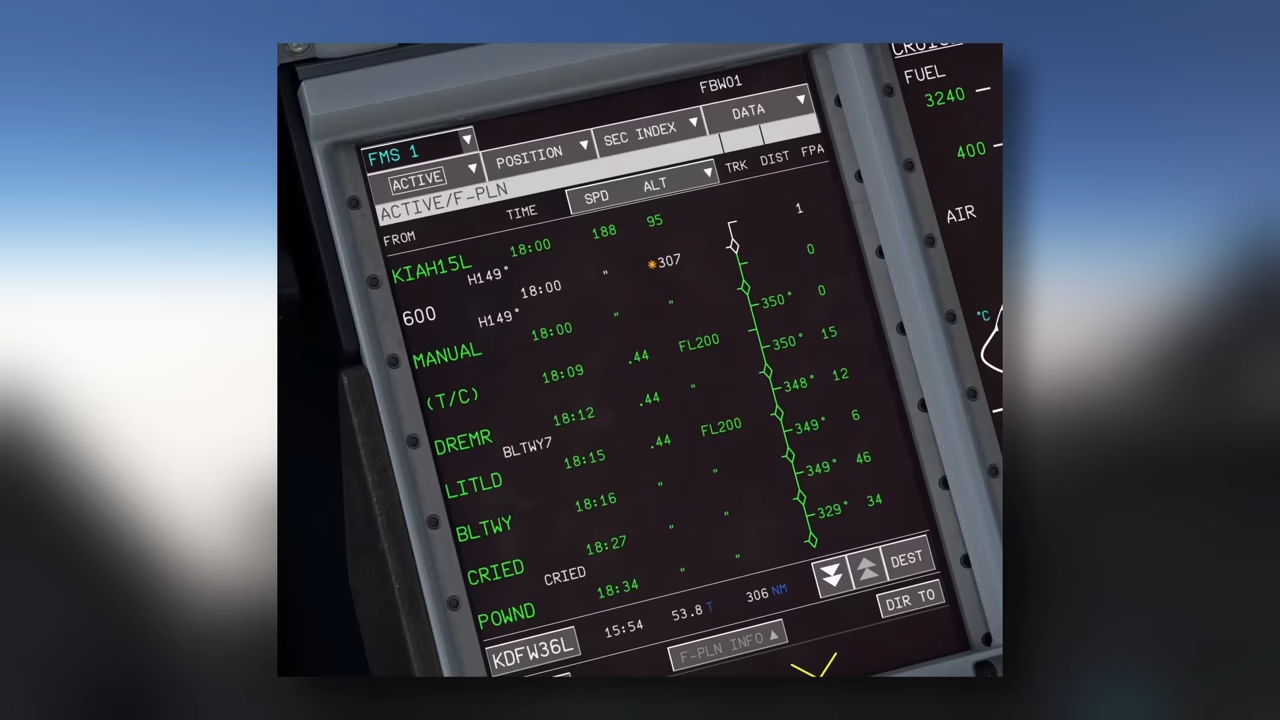 FBW01
FMS 1
ACTIVE POSITION SEC INDEX DATA
ACTIVE/F-PLN
FROM TIME SPD ALT TRK DIST FPA
KIAH15L 18:00 188 95
H149° 1
600 18:00 " *307
H149° 0
MANUAL 18:00 " "
350° 0
(T/C) 18:09 .44 FL200
350° 15
DREMR 18:12 .44 "
BLTWY7 348° 12
LITLD 18:15 .44 FL200
349° 6
BLTWY 18:16 " "
349° 46
CRIED 18:27 " "
CRIED 329° 34
POWND 18:34 " "
KDFW36L 15:54 53.8 T 306 NM DEST
F-PLN INFO DIR TO
FUEL
3240
400
AIR
°C